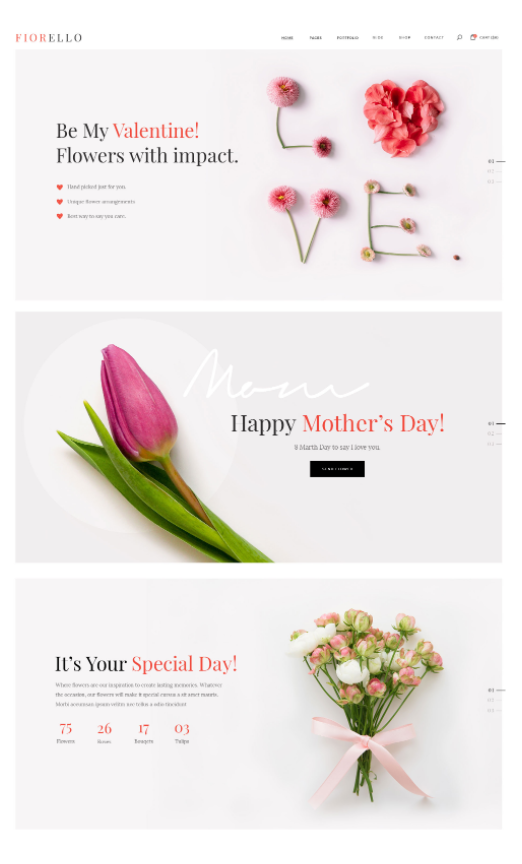 FIORELLO
HOME PAGES PORTFOLIO BLOG SHOP CONTACT
Be My Valentine!
Flowers with impact.
Hand picked just for you.
Unique flower arrangements
Best way to say you care.
LOVE.
01
02
03
Mom
Happy Mother's Day!
8 Marth Day to say I love you.
01
02
03
It's Your Special Day!
Where flowers are our inspiration to create lasting memories. Whatever
the occasion, our flowers will make it special cursus a sit amet mauris.
Morbi accumsan ipsum velitn nec tellus a odio tincidunt
75 26 17 03
Flowers Roses Bouqets Tulips
01
02
03